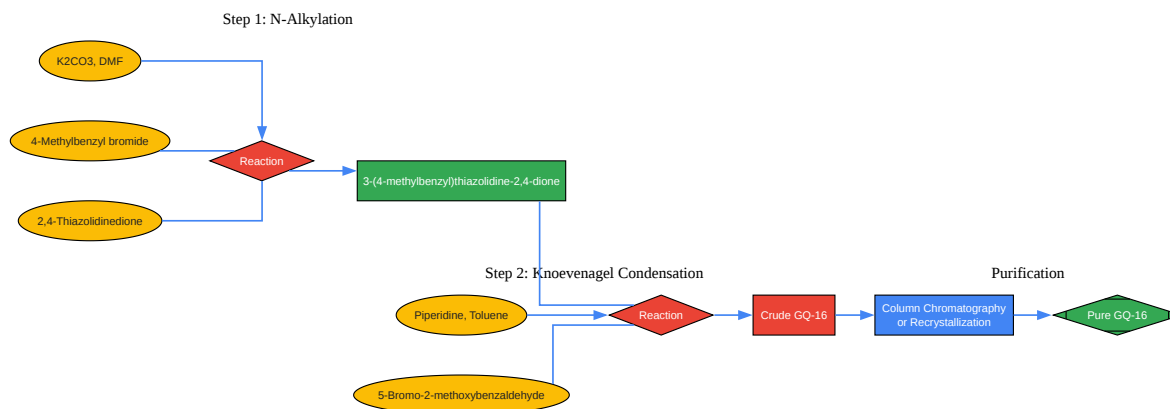 Step 1: N-Alkylation
K2CO3, DMF
4-Methylbenzyl bromide
Reaction
3-(4-methylbenzyl)thiazolidine-2,4-dione
2,4-Thiazolidinedione
Step 2: Knoevenagel Condensation
Purification
Piperidine, Toluene
Reaction
Crude GQ-16
Column Chromatography
or Recrystallization
Pure GQ-16
5-Bromo-2-methoxybenzaldehyde